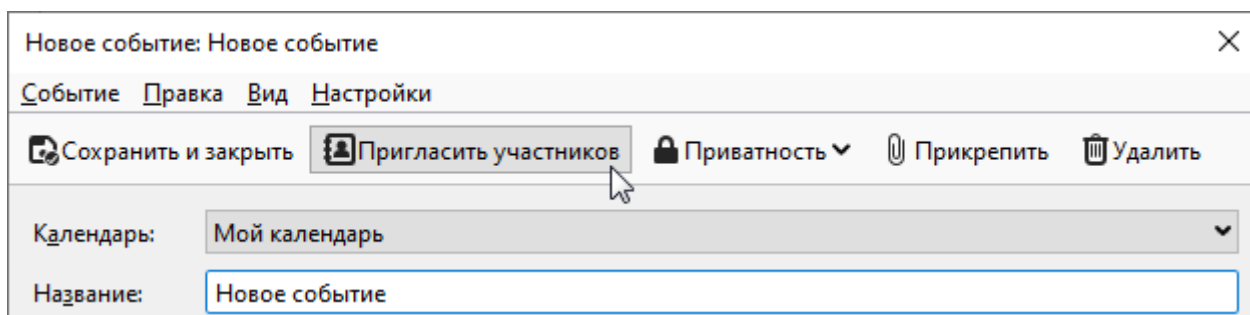 Новое событие: Новое событие
Событие Правка Вид Настройки
Сохранить и закрыть Пригласить участников Приватность Прикрепить Удалить
Календарь: Мой календарь
Название: Новое событие